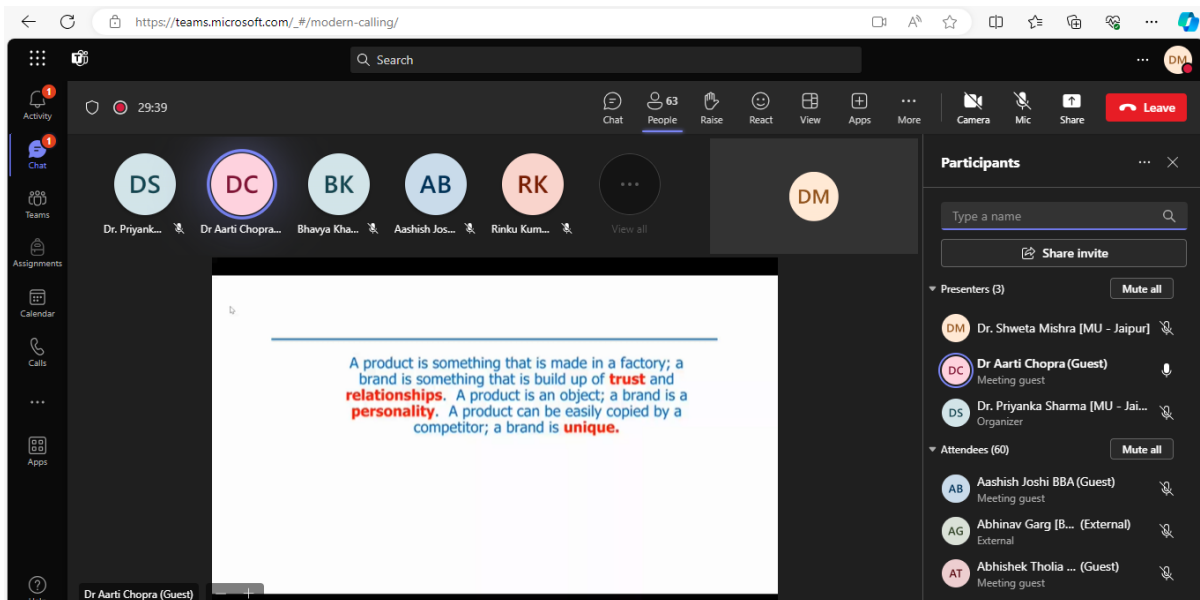 https://teams.microsoft.com/_#/modern-calling/
Search
DM
1
Activity
1
Chat
Teams
Assignments
Calendar
Calls
Apps
29:39
Chat
63
People
Raise
React
View
Apps
More
Camera
Mic
Share
Leave
DS
Dr. Priyank...
DC
Dr Aarti Chopra...
BK
Bhavya Kha...
AB
Aashish Jos...
RK
Rinku Kum...
View all
DM
A product is something that is made in a factory; a
brand is something that is build up of trust and
relationships. A product is an object; a brand is a
personality. A product can be easily copied by a
competitor; a brand is unique.
Dr Aarti Chopra (Guest)
Participants
Type a name
Share invite
Presenters (3)
Mute all
DM
Dr. Shweta Mishra [MU - Jaipur]
DC
Dr Aarti Chopra (Guest)
Meeting guest
DS
Dr. Priyanka Sharma [MU - Jai...
Organizer
Attendees (60)
Mute all
AB
Aashish Joshi BBA (Guest)
Meeting guest
AG
Abhinav Garg [B... (External)
External
AT
Abhishek Tholia ... (Guest)
Meeting guest